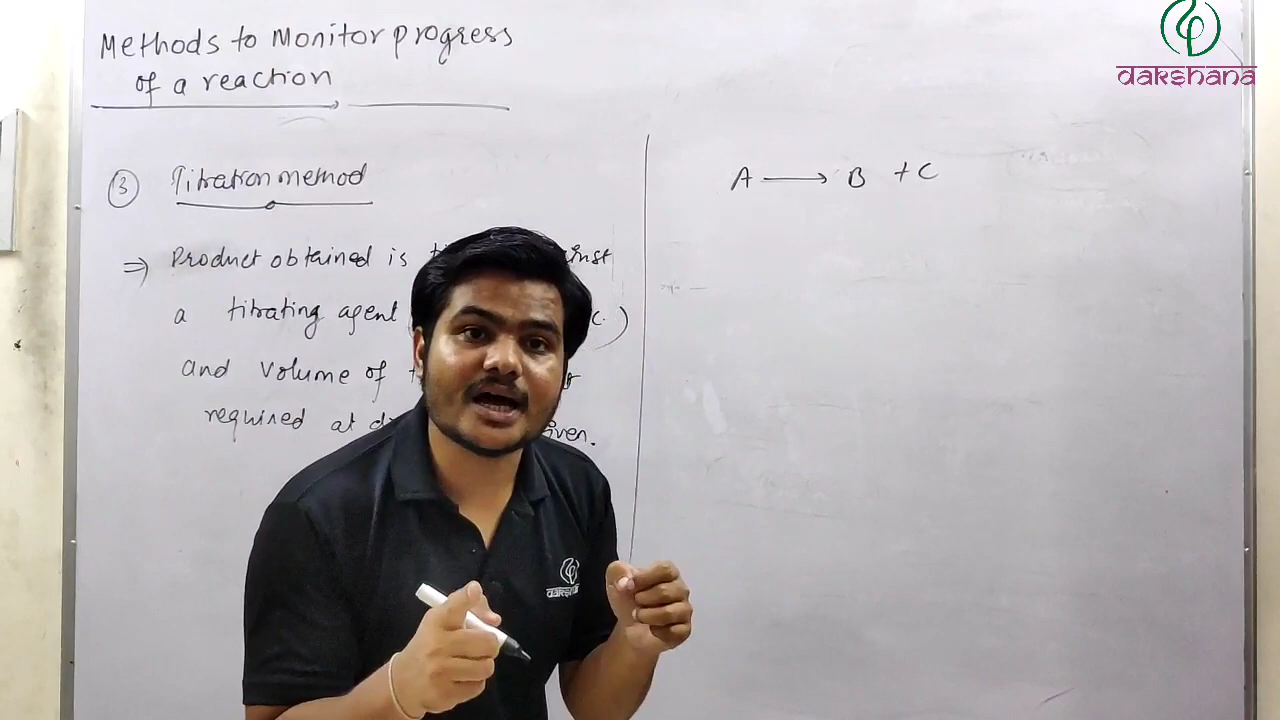 Methods to Monitor progress
of a reaction
dakshana
③ Titration method
A → B + C
⇒ Product obtained is
a titrating agent (
and volume of
required at
dakshana